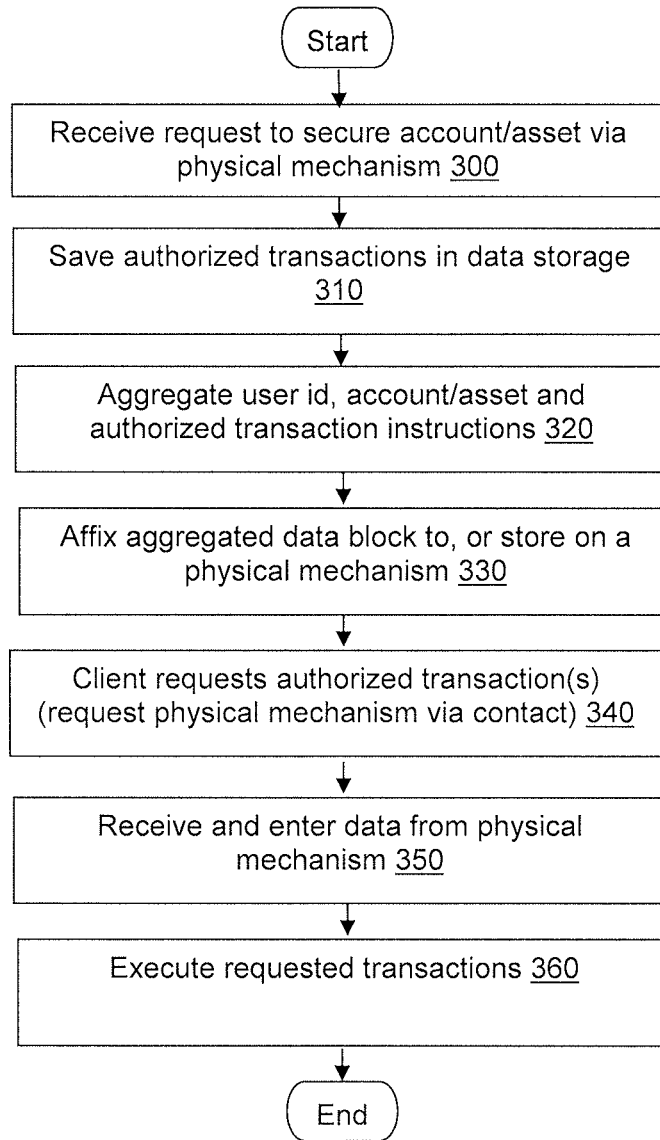 Start
Receive request to secure account/asset via
physical mechanism 300
Save authorized transactions in data storage
310
Aggregate user id, account/asset and
authorized transaction instructions 320
Affix aggregated data block to, or store on a
physical mechanism 330
Client requests authorized transaction(s)
(request physical mechanism via contact) 340
Receive and enter data from physical
mechanism 350
Execute requested transactions 360
End